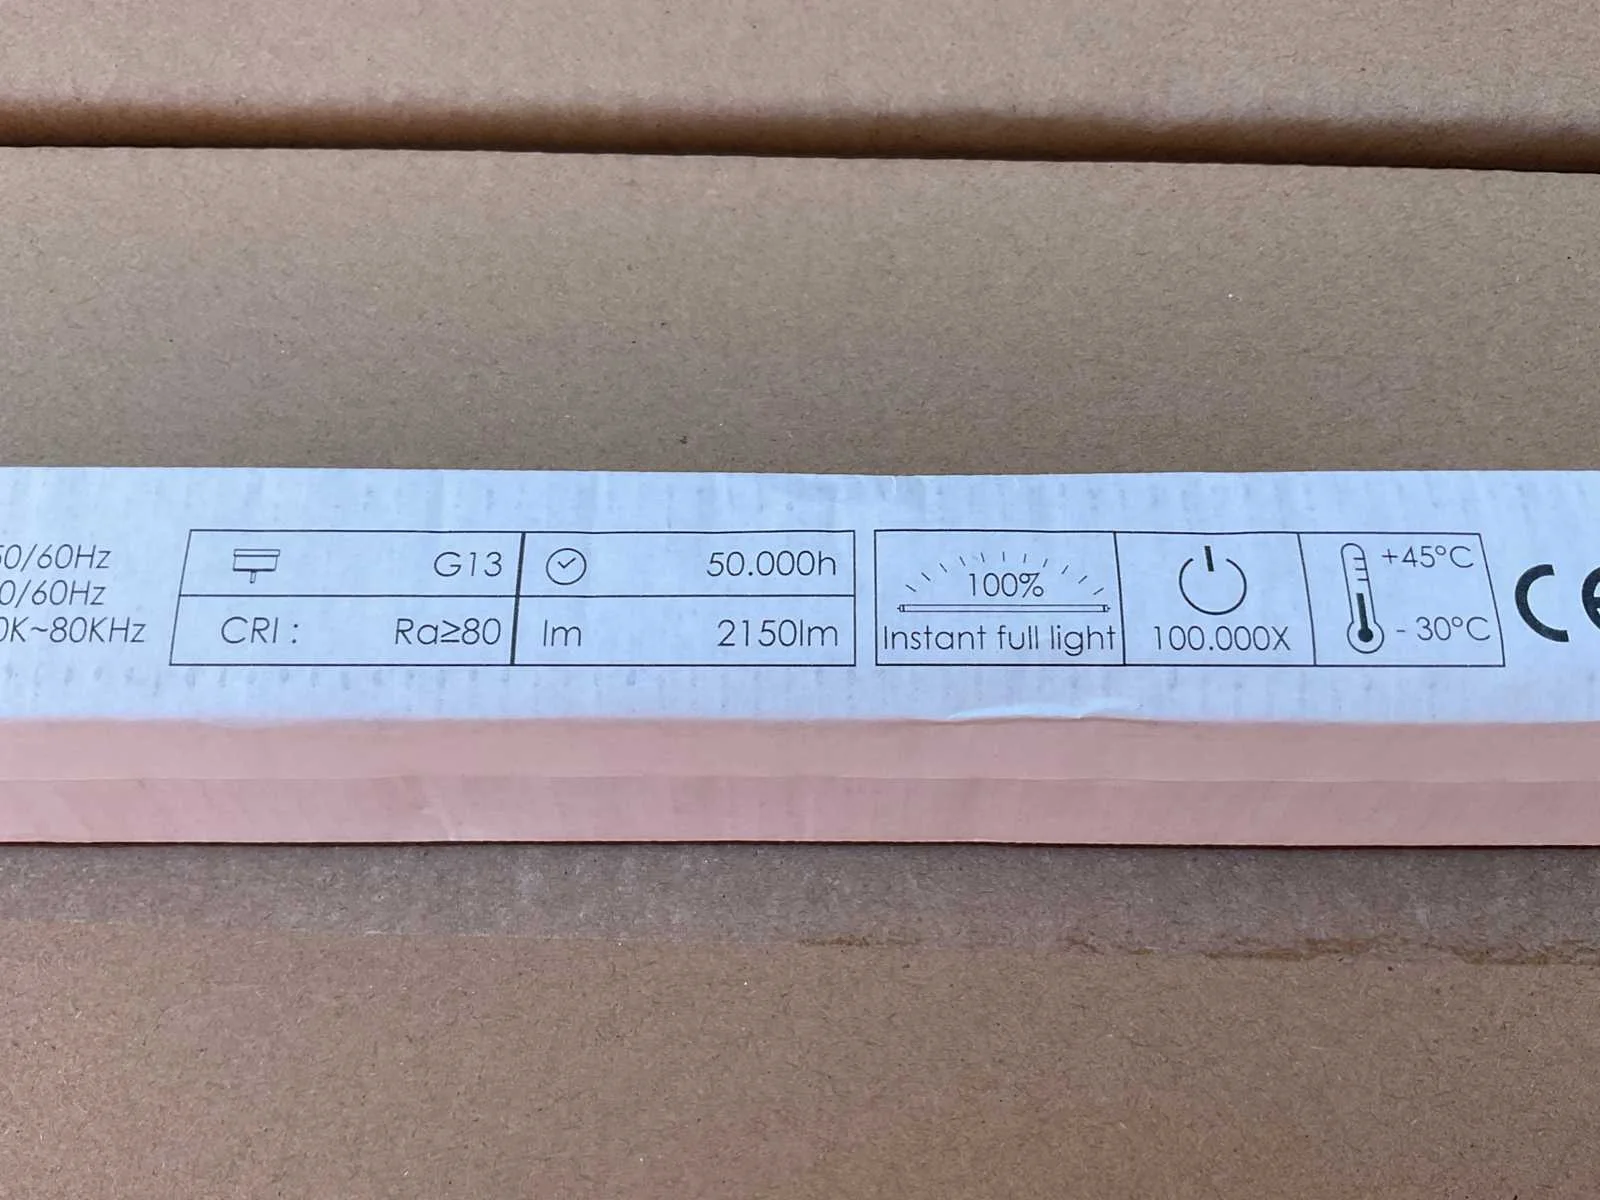 50/60Hz
0/60Hz
0K~80KHz
G13
50.000h
CRI : Ra≥80
lm 2150lm
100%
Instant full light
100.000X
+45°C
- 30°C
CE